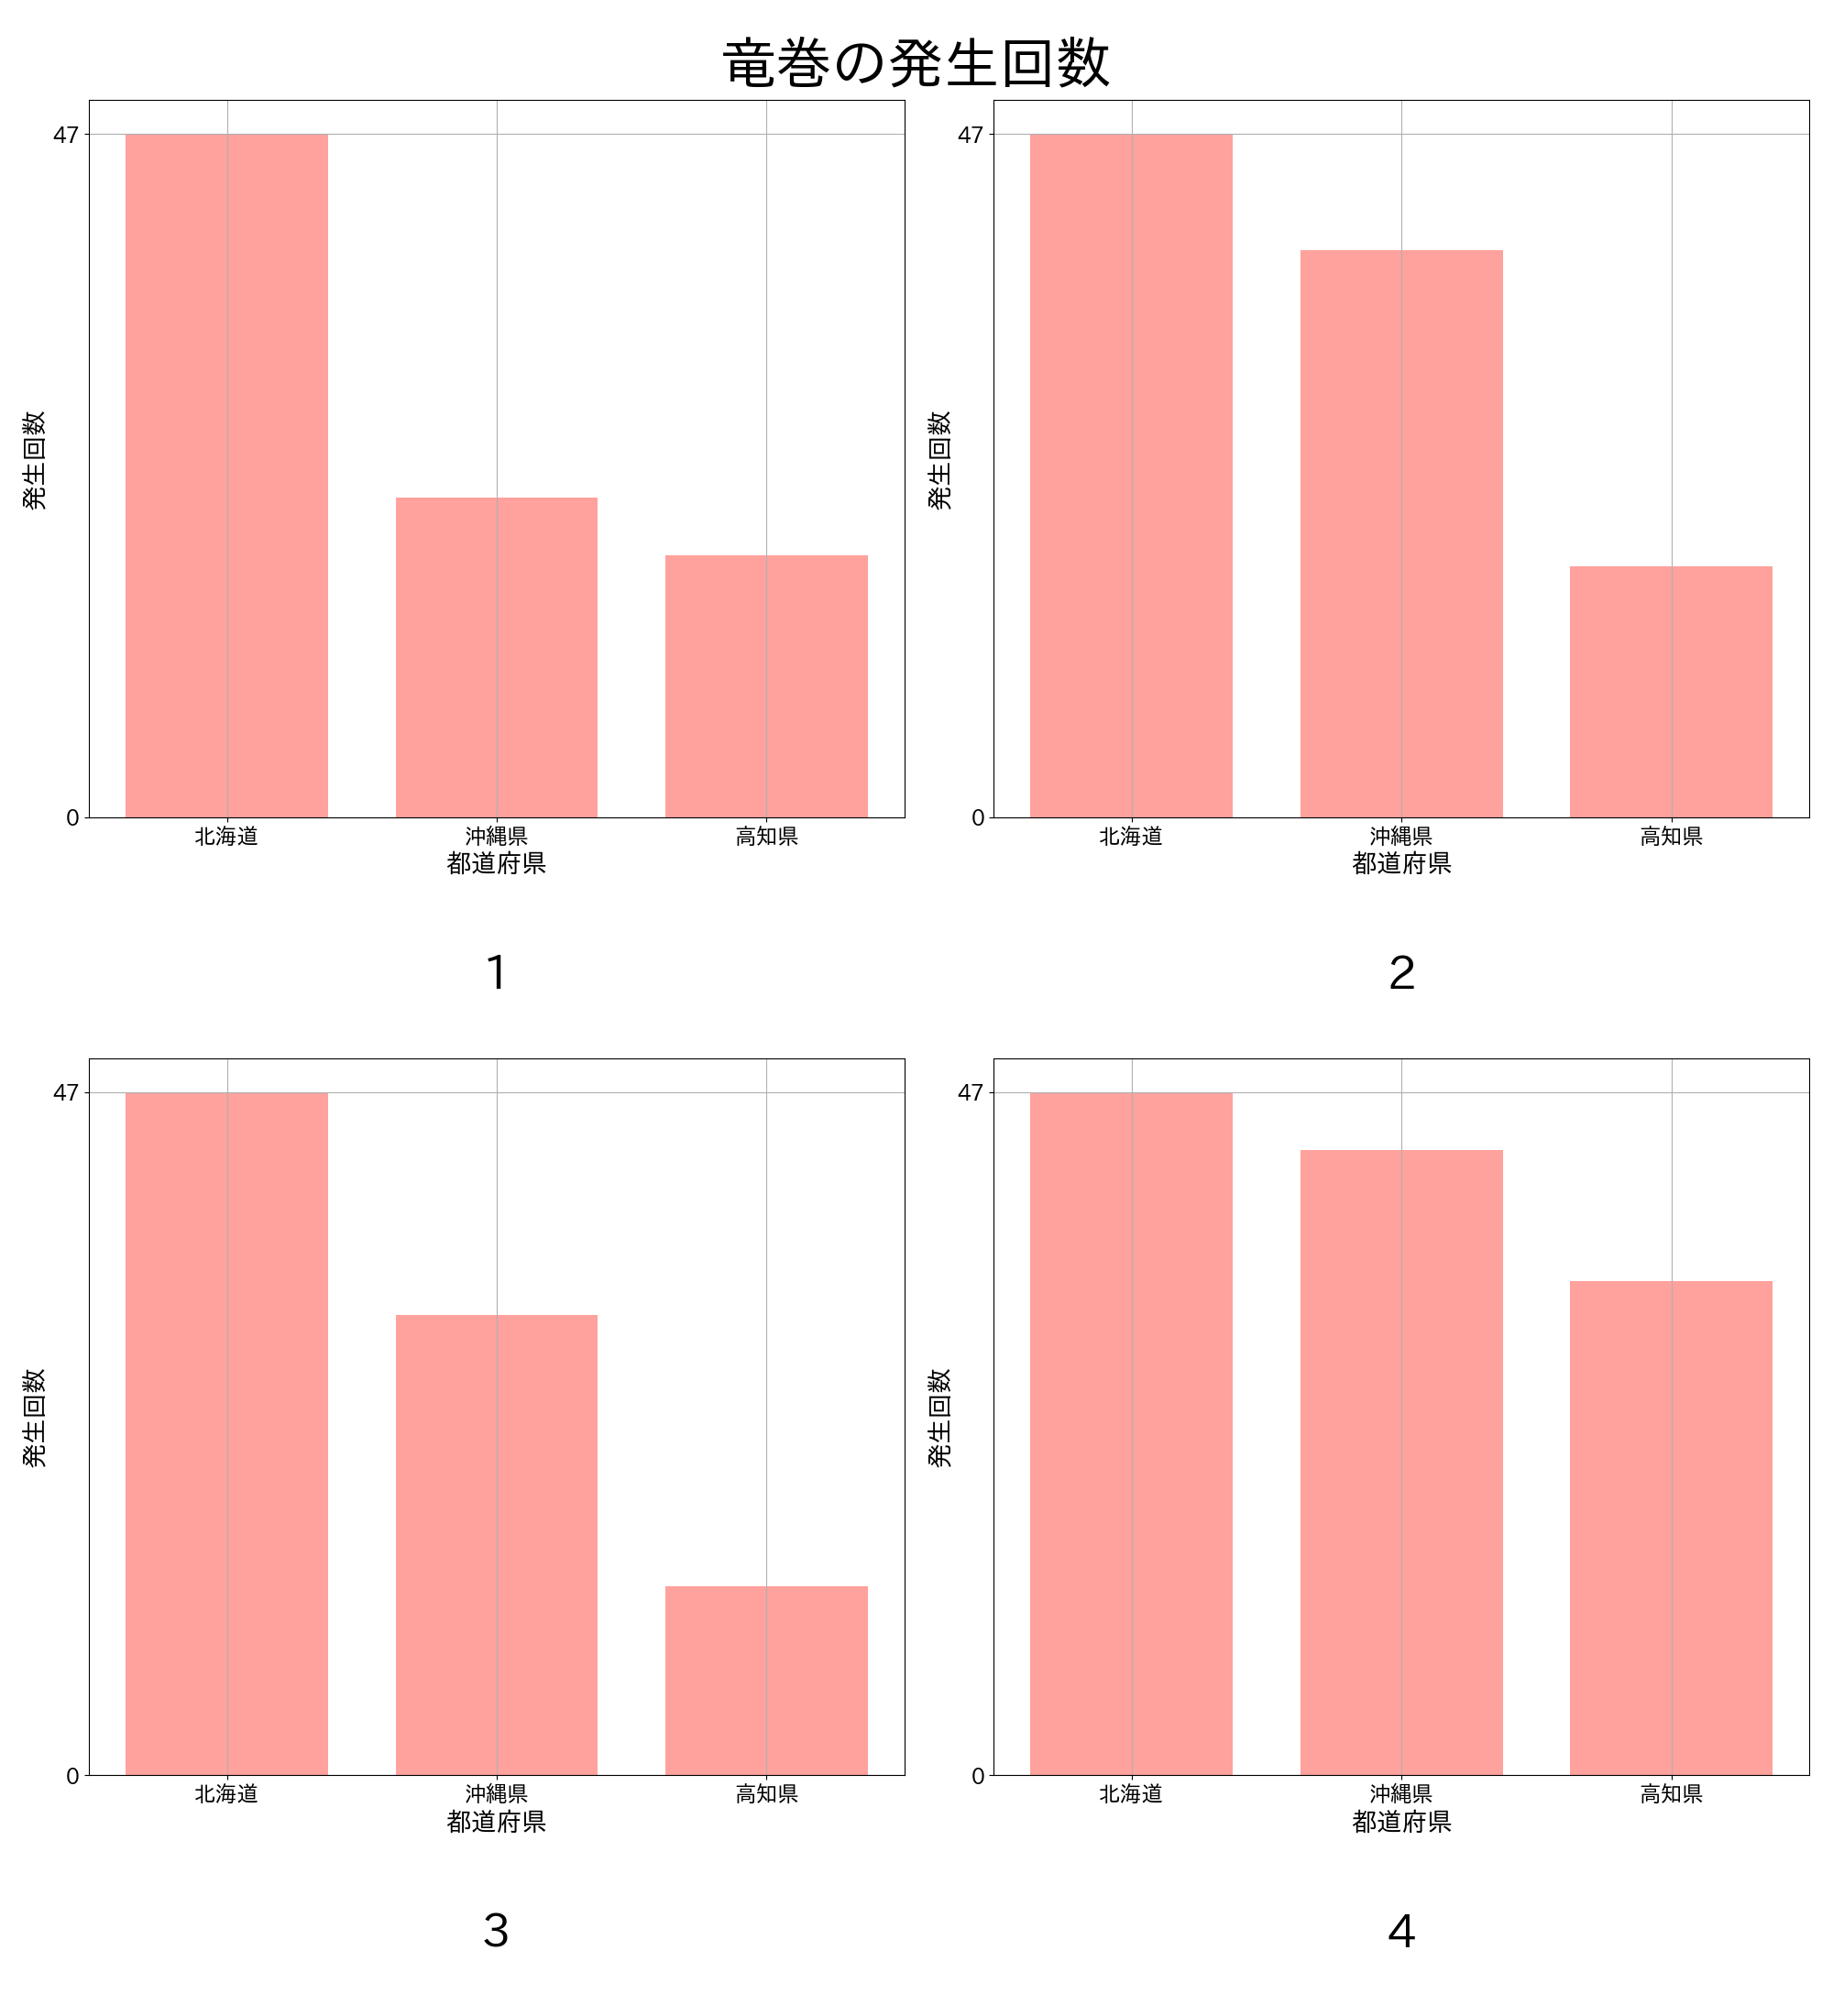 竜巻の発生回数
47
0
発生回数
北海道 沖縄県 高知県
都道府県
1
47
0
発生回数
北海道 沖縄県 高知県
都道府県
2
47
0
発生回数
北海道 沖縄県 高知県
都道府県
3
47
0
発生回数
北海道 沖縄県 高知県
都道府県
4